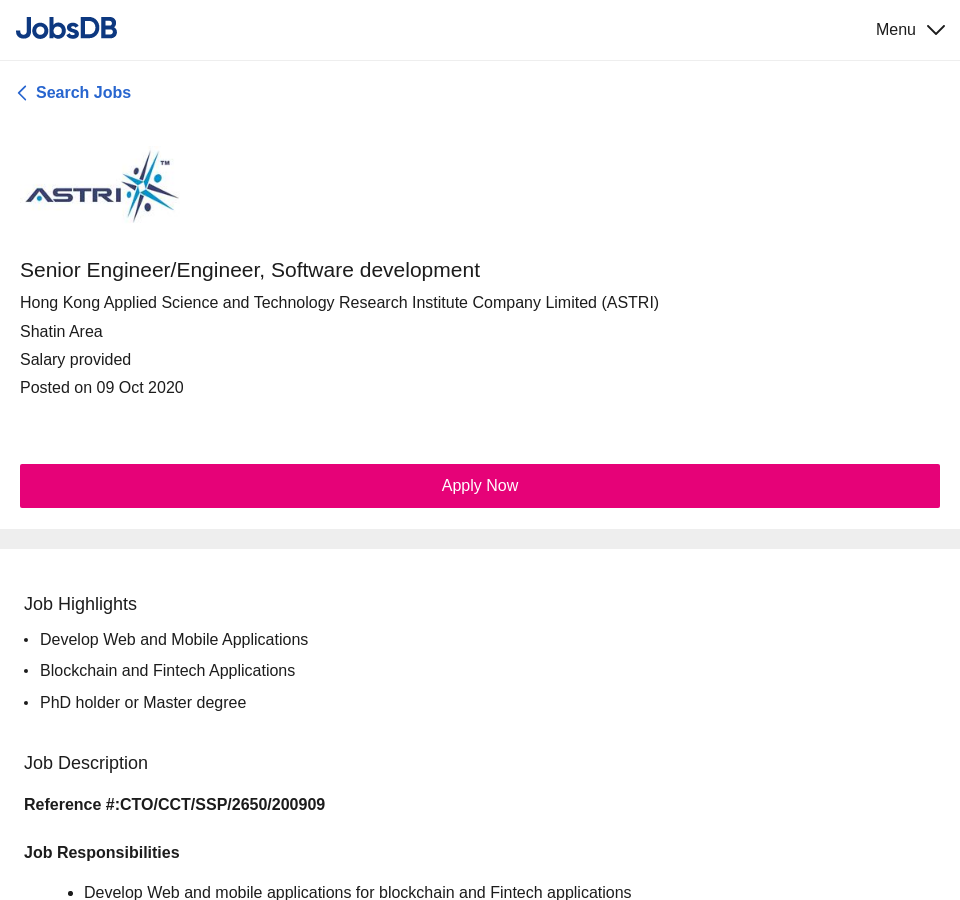 JobsDB
Menu
Search Jobs
ASTRI™
Senior Engineer/Engineer, Software development
Hong Kong Applied Science and Technology Research Institute Company Limited (ASTRI)
Shatin Area
Salary provided
Posted on 09 Oct 2020
Apply Now
Job Highlights
• Develop Web and Mobile Applications
• Blockchain and Fintech Applications
• PhD holder or Master degree
Job Description
Reference #:CTO/CCT/SSP/2650/200909
Job Responsibilities
• Develop Web and mobile applications for blockchain and Fintech applications